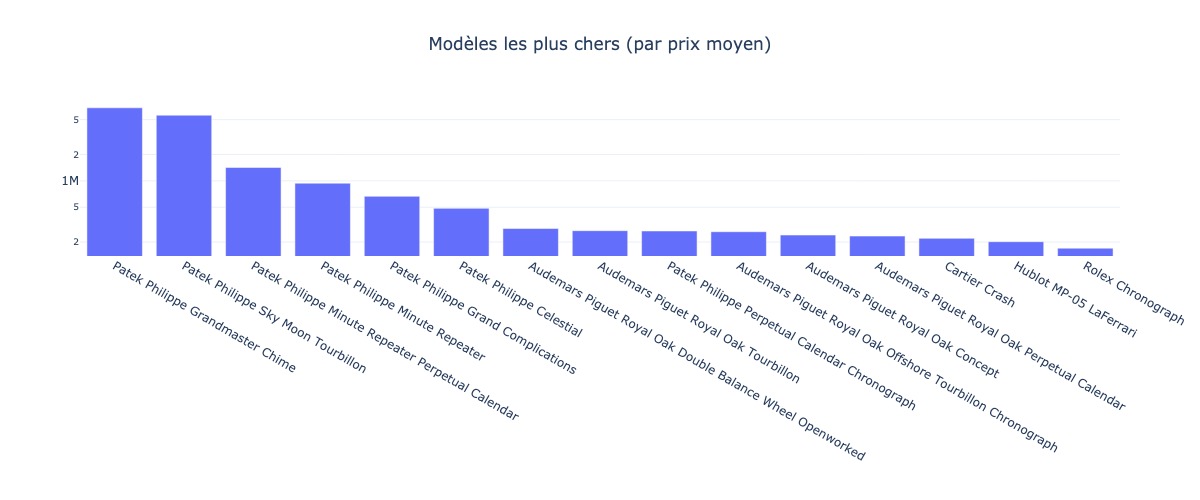 Modèles les plus chers (par prix moyen)
5
2
1M
5
2
Patek Philippe Grandmaster Chime
Patek Philippe Sky Moon Tourbillon
Patek Philippe Minute Repeater Perpetual Calendar
Patek Philippe Minute Repeater
Patek Philippe Grand Complications
Patek Philippe Celestial
Audemars Piguet Royal Oak Double Balance Wheel Openworked
Audemars Piguet Royal Oak Tourbillon
Patek Philippe Perpetual Calendar Chronograph
Audemars Piguet Royal Oak Offshore Tourbillon Chronograph
Audemars Piguet Royal Oak Concept
Audemars Piguet Royal Oak Perpetual Calendar
Cartier Crash
Hublot MP-05 LaFerrari
Rolex Chronograph